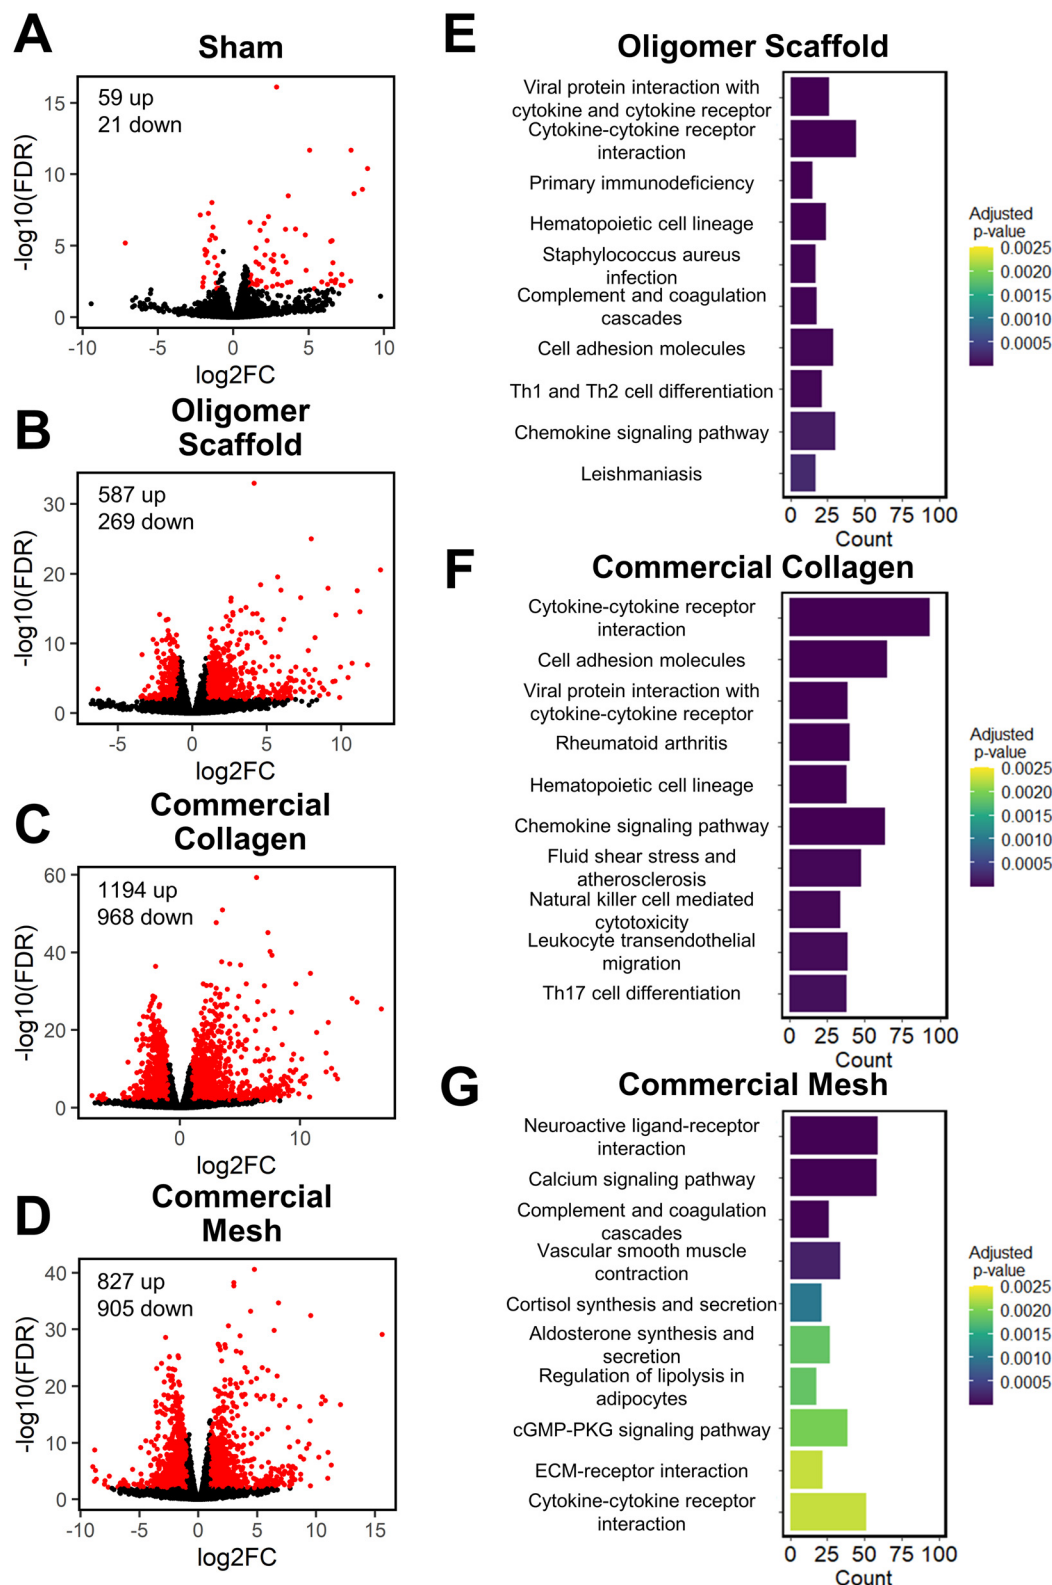 A
Sham
59 up
21 down
15
10
5
0
-log10(FDR)
-10
-5
0
5
10
log2FC
B
Oligomer
Scaffold
587 up
269 down
30
20
10
0
-log10(FDR)
-5
0
5
10
log2FC
C
Commercial
Collagen
1194 up
968 down
60
40
20
0
-log10(FDR)
0
10
log2FC
D
Commercial
Mesh
827 up
905 down
40
30
20
10
0
-log10(FDR)
-10
-5
0
5
10
15
log2FC
E
Oligomer Scaffold
Viral protein interaction with
cytokine and cytokine receptor
Cytokine-cytokine receptor
interaction
Primary immunodeficiency
Hematopoietic cell lineage
Staphylococcus aureus
infection
Complement and coagulation
cascades
Cell adhesion molecules
Th1 and Th2 cell differentiation
Chemokine signaling pathway
Leishmaniasis
0 25 50 75 100
Count
Adjusted
p-value
0.0025
0.0020
0.0015
0.0010
0.0005
F
Commercial Collagen
Cytokine-cytokine receptor
interaction
Cell adhesion molecules
Viral protein interaction with
cytokine-cytokine receptor
Rheumatoid arthritis
Hematopoietic cell lineage
Chemokine signaling pathway
Fluid shear stress and
atherosclerosis
Natural killer cell mediated
cytotoxicity
Leukocyte transendothelial
migration
Th17 cell differentiation
0 25 50 75 100
Count
Adjusted
p-value
0.0025
0.0020
0.0015
0.0010
0.0005
G
Commercial Mesh
Neuroactive ligand-receptor
interaction
Calcium signaling pathway
Complement and coagulation
cascades
Vascular smooth muscle
contraction
Cortisol synthesis and secretion
Aldosterone synthesis and
secretion
Regulation of lipolysis in
adipocytes
cGMP-PKG signaling pathway
ECM-receptor interaction
Cytokine-cytokine receptor
interaction
0 25 50 75 100
Count
Adjusted
p-value
0.0025
0.0020
0.0015
0.0010
0.0005